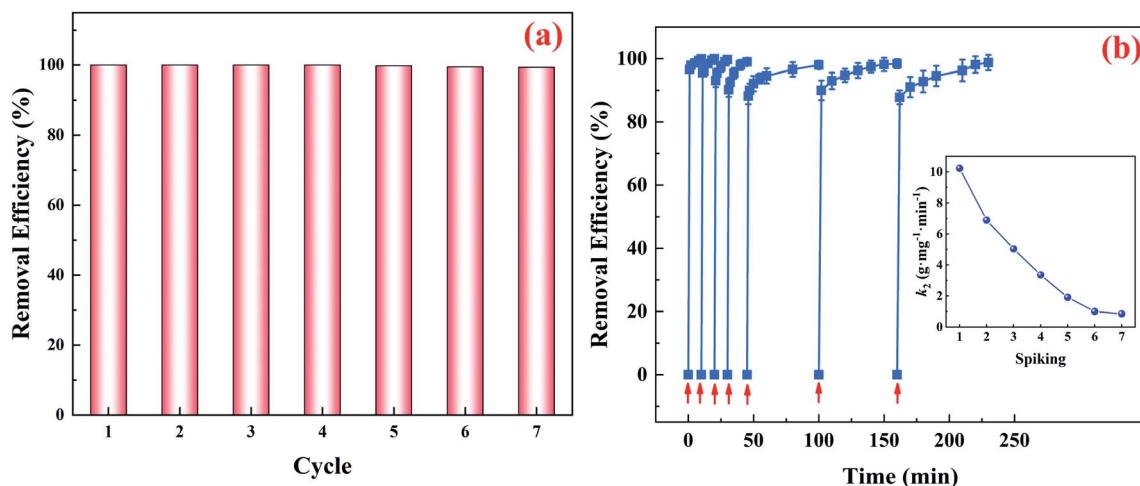 (a)
Removal Efficiency (%)
100
80
60
40
20
0
1 2 3 4 5 6 7
Cycle
(b)
Removal Efficiency (%)
100
80
60
40
20
0
0 50 100 150 200 250
Time (min)
k₂ (g·mg⁻¹·min⁻¹)
10
8
6
4
2
0
1 2 3 4 5 6 7
Spiking